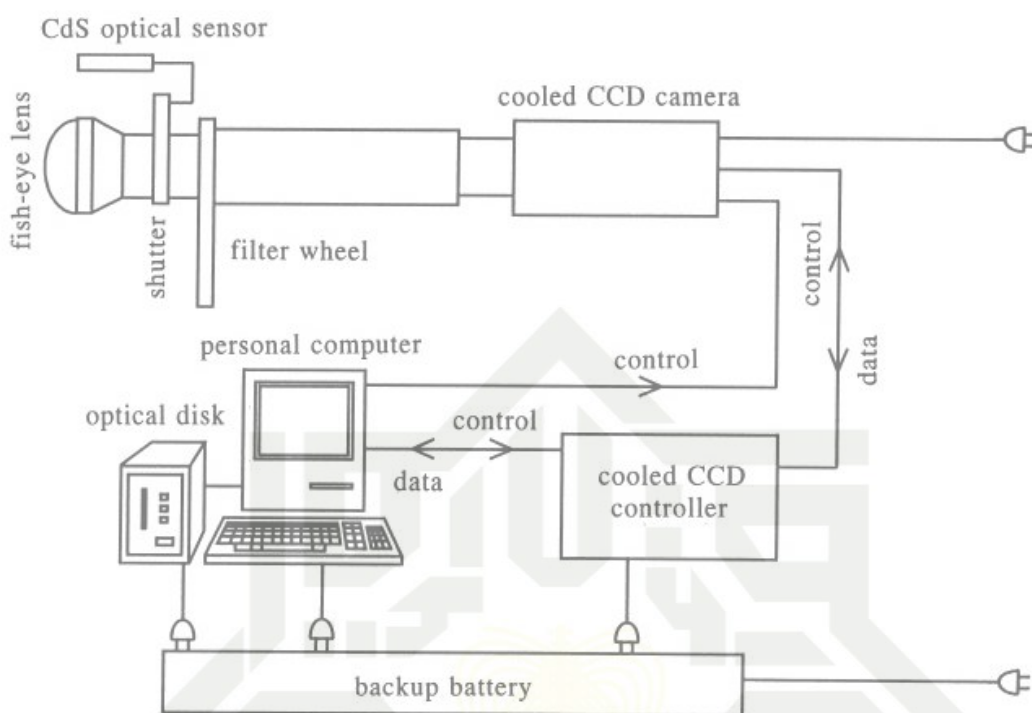 CdS optical sensor
cooled CCD camera
fish-eye lens
shutter
filter wheel
control
data
personal computer
control
optical disk
control
data
cooled CCD
controller
backup battery